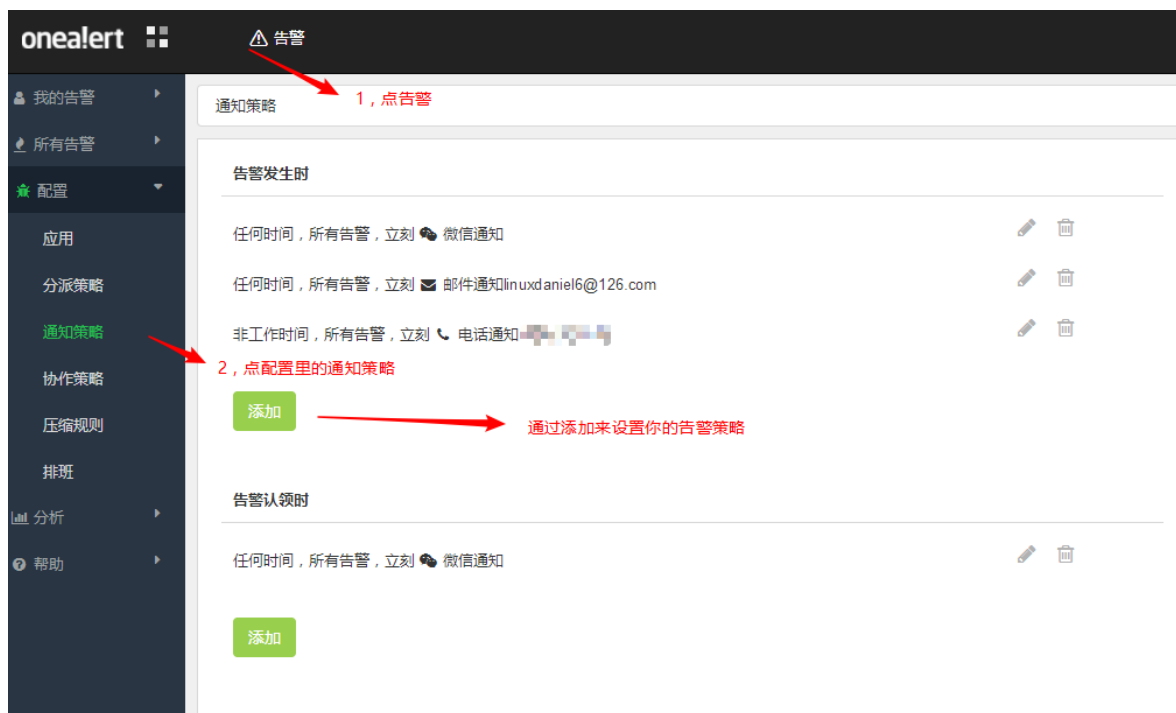 onealert 告警
我的告警
1，点告警
通知策略
所有告警
告警发生时
配置
任何时间，所有告警，立刻 微信通知
应用
任何时间，所有告警，立刻 邮件通知linuxdaniel6@126.com
分派策略
非工作时间，所有告警，立刻 电话通知
通知策略
2，点配置里的通知策略
协作策略
添加
通过添加来设置你的告警策略
压缩规则
排班
告警认领时
分析
任何时间，所有告警，立刻 微信通知
帮助
添加